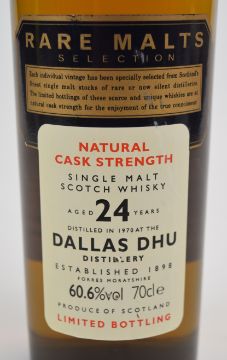 RARE MALTS
SELECTION
Each individual vintage has been specially selected from Scotland's
finest single malt stocks of rare or now silent distilleries.
The limited bottlings of these scarce and unique whiskies are at
natural cask strength for the enjoyment of the true connoisseur.
NATURAL
CASK STRENGTH
SINGLE MALT
SCOTCH WHISKY
AGED 24 YEARS
DISTILLED IN 1970 AT THE
DALLAS DHU
DISTILLERY
ESTABLISHED 1898
FORRES MORAYSHIRE
60.6%vol 70cle
PRODUCE OF SCOTLAND
LIMITED BOTTLING